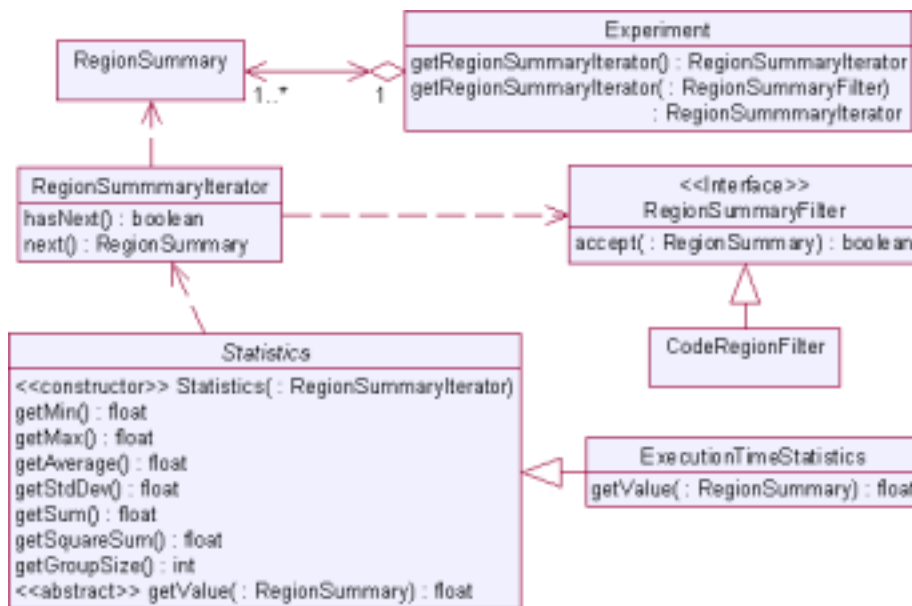 RegionSummary
1..*
1
Experiment
getRegionSummaryIterator() : RegionSummaryIterator
getRegionSummaryIterator( : RegionSummaryFilter)
: RegionSummmaryIterator
RegionSummmaryIterator
hasNext() : boolean
next() : RegionSummary
<<Interface>>
RegionSummaryFilter
accept( : RegionSummary) : boolean
CodeRegionFilter
Statistics
<<constructor>> Statistics( : RegionSummaryIterator)
getMin() : float
getMax() : float
getAverage() : float
getStdDev() : float
getSum() : float
getSquareSum() : float
getGroupSize() : int
<<abstract>> getValue( : RegionSummary) : float
ExecutionTimeStatistics
getValue( : RegionSummary) : float